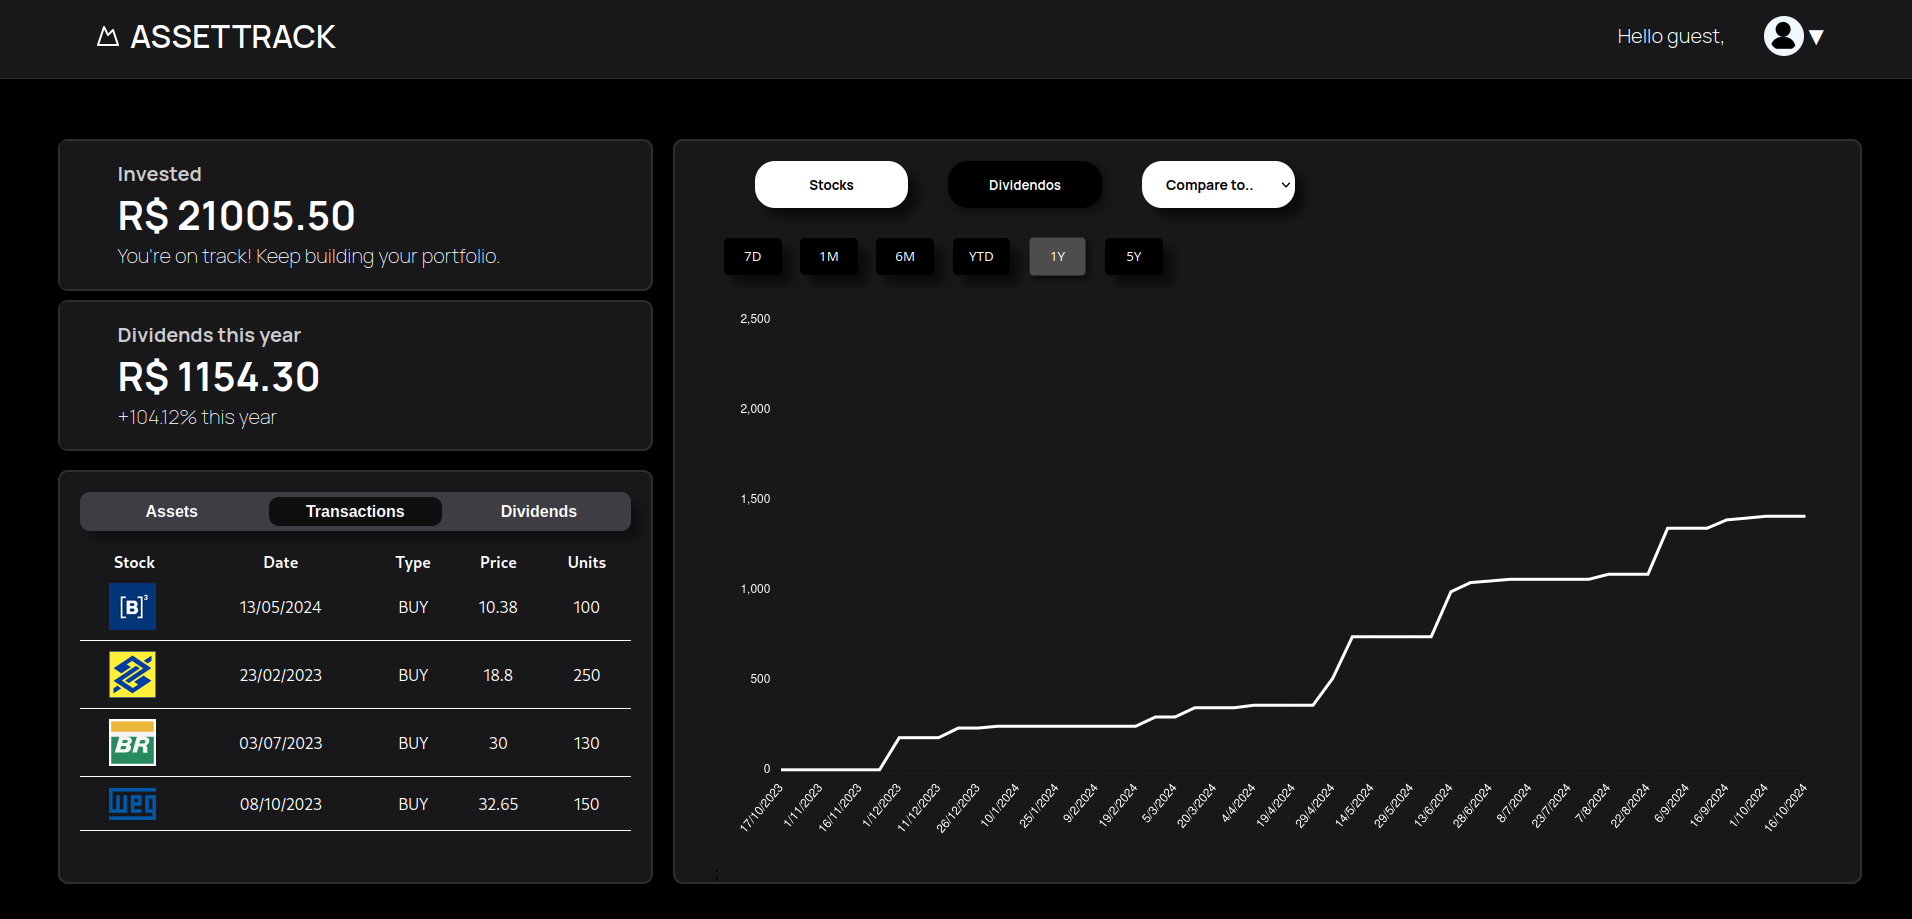 ASSETTRACK
Hello guest,
Invested
R$ 21005.50
You're on track! Keep building your portfolio.
Dividends this year
R$ 1154.30
+104.12% this year
Assets Transactions Dividends
Stock Date Type Price Units
[B]³ 13/05/2024 BUY 10.38 100
23/02/2023 BUY 18.8 250
BR 03/07/2023 BUY 30 130
weg 08/10/2023 BUY 32.65 150
Stocks Dividendos Compare to..
7D 1M 6M YTD 1Y 5Y
2,500
2,000
1,500
1,000
500
0
17/10/2023 1/11/2023 16/11/2023 1/12/2023 11/12/2023 26/12/2023 10/1/2024 25/1/2024 9/2/2024 19/2/2024 5/3/2024 20/3/2024 4/4/2024 19/4/2024 29/4/2024 14/5/2024 29/5/2024 13/6/2024 28/6/2024 8/7/2024 23/7/2024 7/8/2024 22/8/2024 6/9/2024 16/9/2024 1/10/2024 16/10/2024
;